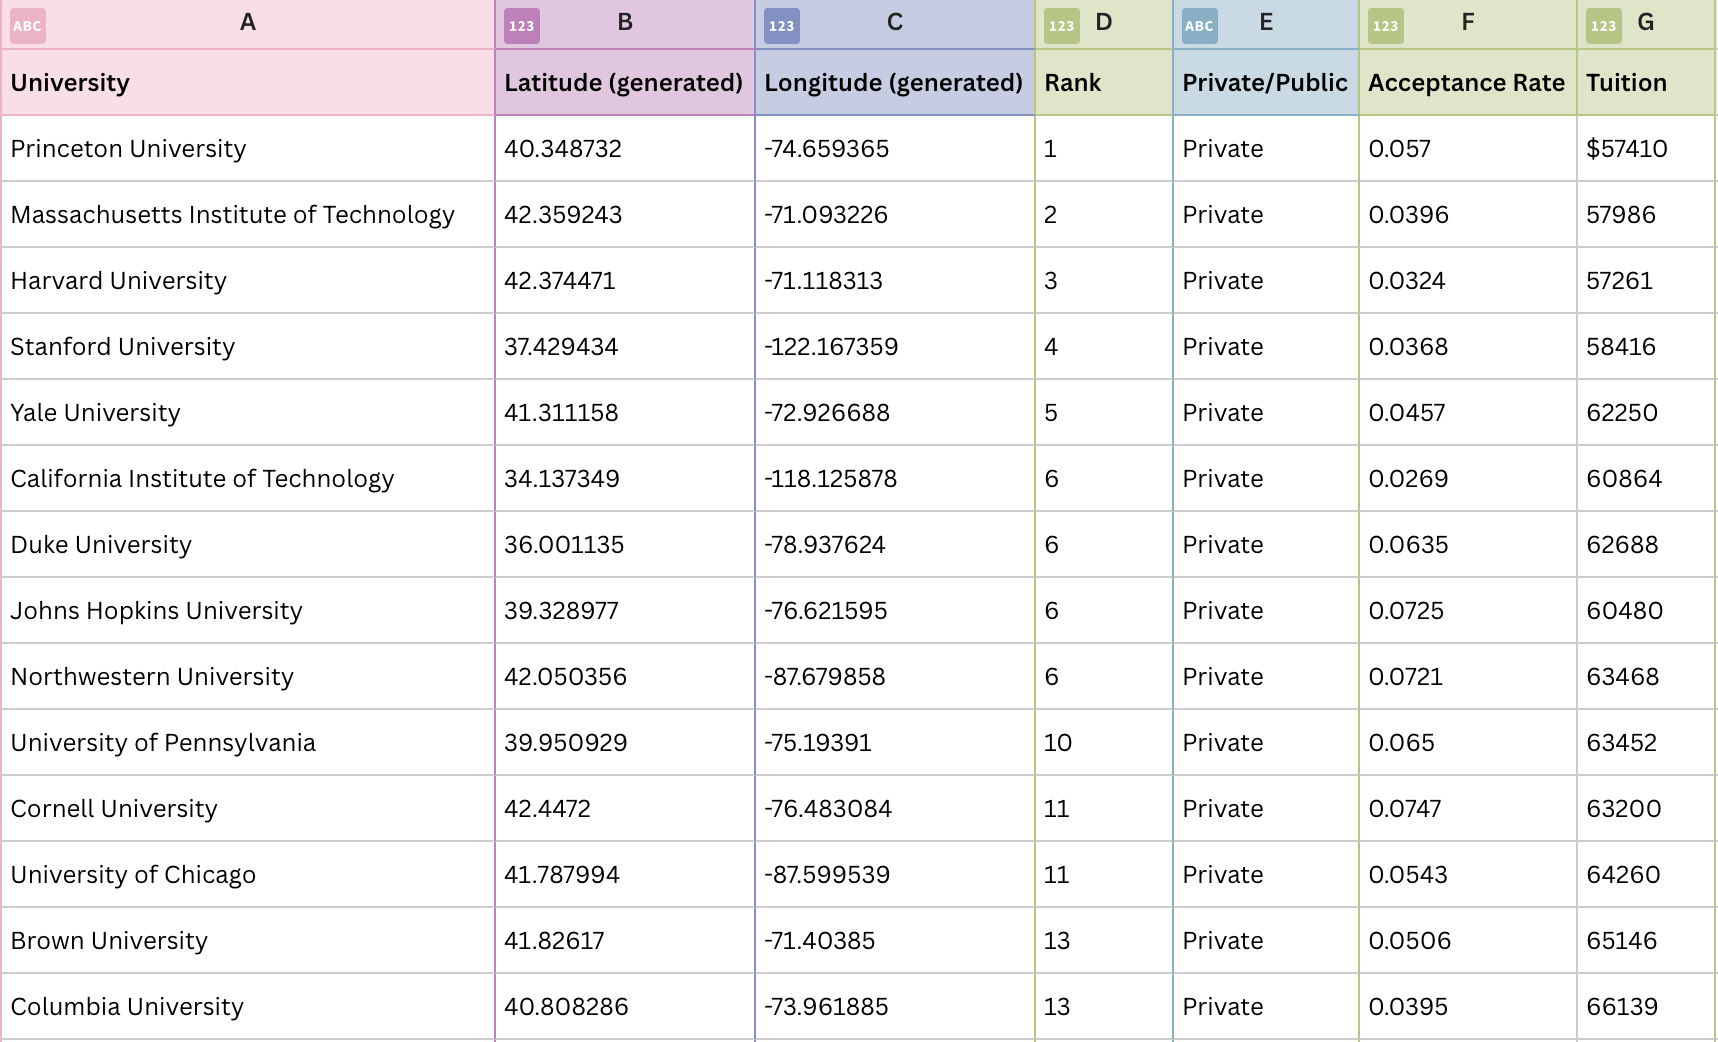 ABC A 123 B 123 C 123 D ABC E 123 F 123 G
University Latitude (generated) Longitude (generated) Rank Private/Public Acceptance Rate Tuition
Princeton University 40.348732 -74.659365 1 Private 0.057 $57410
Massachusetts Institute of Technology 42.359243 -71.093226 2 Private 0.0396 57986
Harvard University 42.374471 -71.118313 3 Private 0.0324 57261
Stanford University 37.429434 -122.167359 4 Private 0.0368 58416
Yale University 41.311158 -72.926688 5 Private 0.0457 62250
California Institute of Technology 34.137349 -118.125878 6 Private 0.0269 60864
Duke University 36.001135 -78.937624 6 Private 0.0635 62688
Johns Hopkins University 39.328977 -76.621595 6 Private 0.0725 60480
Northwestern University 42.050356 -87.679858 6 Private 0.0721 63468
University of Pennsylvania 39.950929 -75.19391 10 Private 0.065 63452
Cornell University 42.4472 -76.483084 11 Private 0.0747 63200
University of Chicago 41.787994 -87.599539 11 Private 0.0543 64260
Brown University 41.82617 -71.40385 13 Private 0.0506 65146
Columbia University 40.808286 -73.961885 13 Private 0.0395 66139